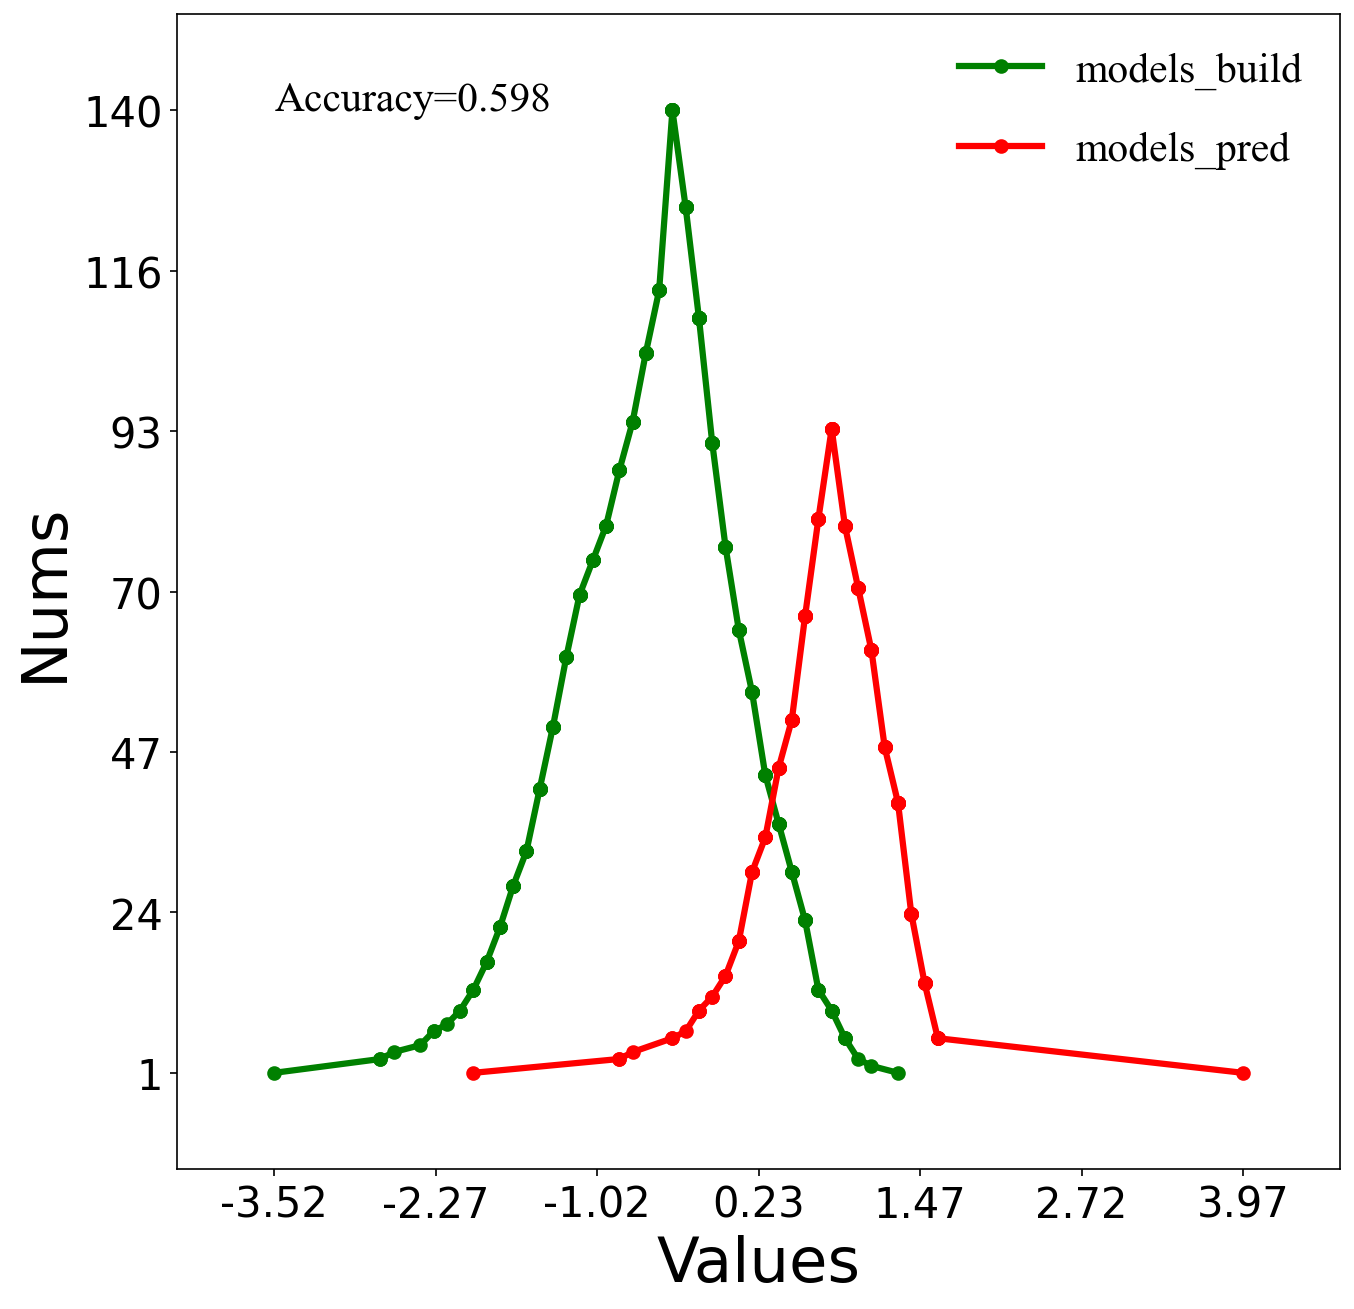 Accuracy=0.598
models_build
models_pred
140
116
93
70
47
24
1
Nums
-3.52 -2.27 -1.02 0.23 1.47 2.72 3.97
Values